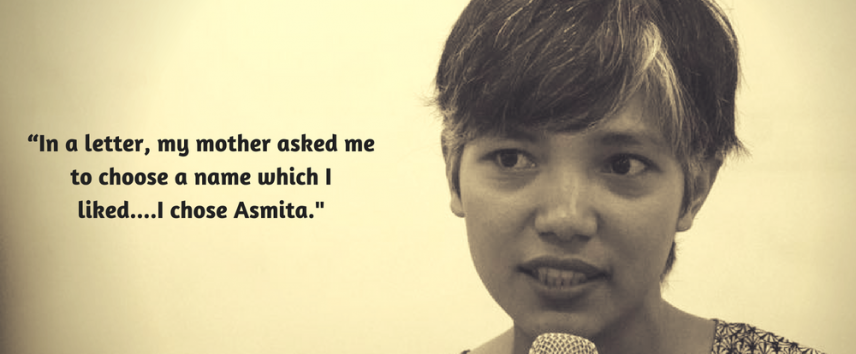 “In a letter, my mother asked me
to choose a name which I
liked....I chose Asmita."